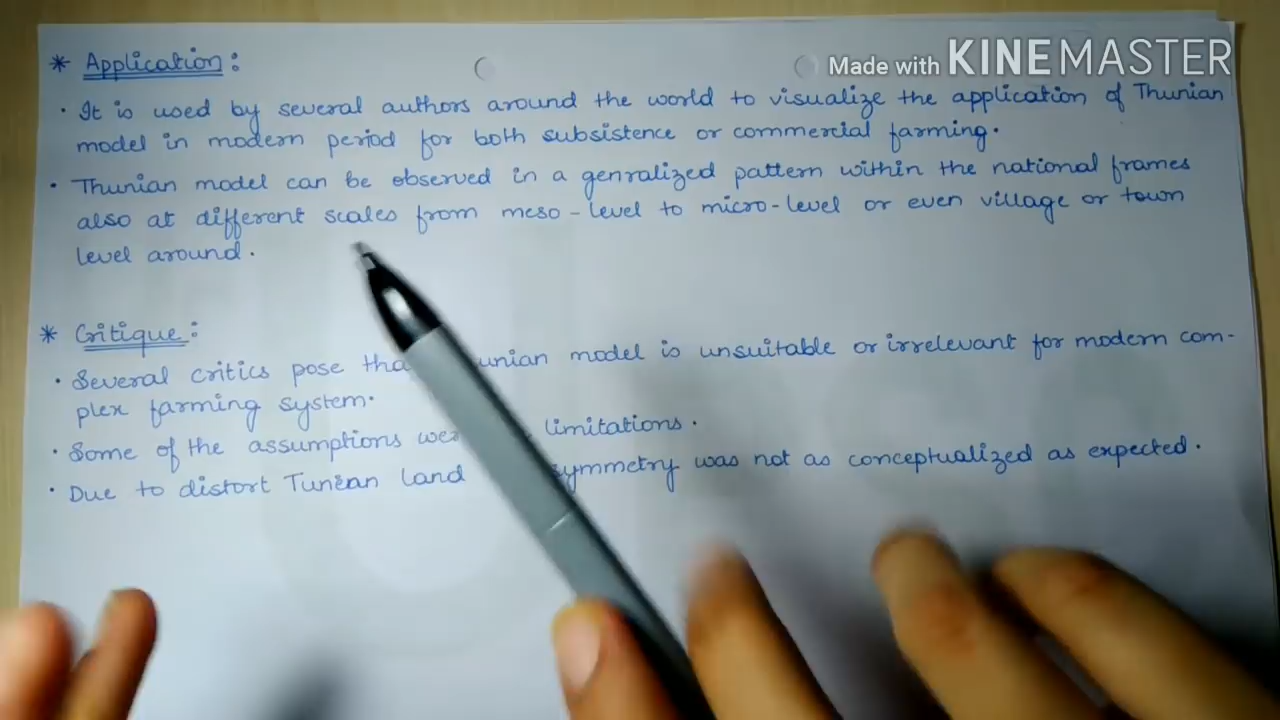 Made with KINEMASTER
* Application:
· It is used by several authors around the world to visualize the application of Thunian
model in modern period for both subsistence or commercial farming.
· Thunian model can be observed in a genralized pattern within the national frames
also at different scales from meso-level to micro-level or even village or town
level around.
* Critique:
· Several critics pose tha unian model is unsuitable or irrelevant for modern com-
plex farming system.
· Some of the assumptions limitations.
· Due to distort Tunian land symmetry was not as conceptualized as expected.